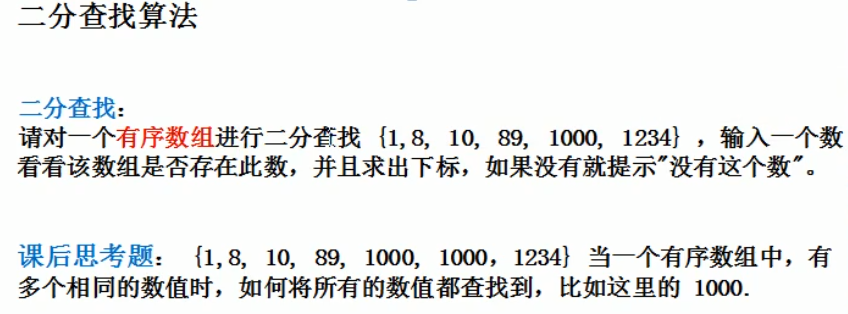 二分查找算法
二分查找：
请对一个有序数组进行二分查找 {1,8, 10, 89, 1000, 1234} ，输入一个数
看看该数组是否存在此数，并且求出下标，如果没有就提示"没有这个数"。
课后思考题： {1,8, 10, 89, 1000, 1000，1234} 当一个有序数组中，有
多个相同的数值时，如何将所有的数值都查找到，比如这里的 1000.